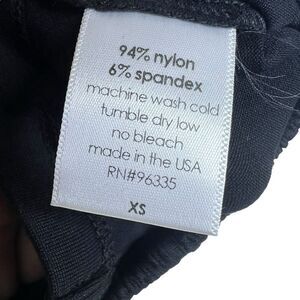 94% nylon
6% spandex
machine wash cold
tumble dry low
no bleach
made in the USA
RN#96335
XS